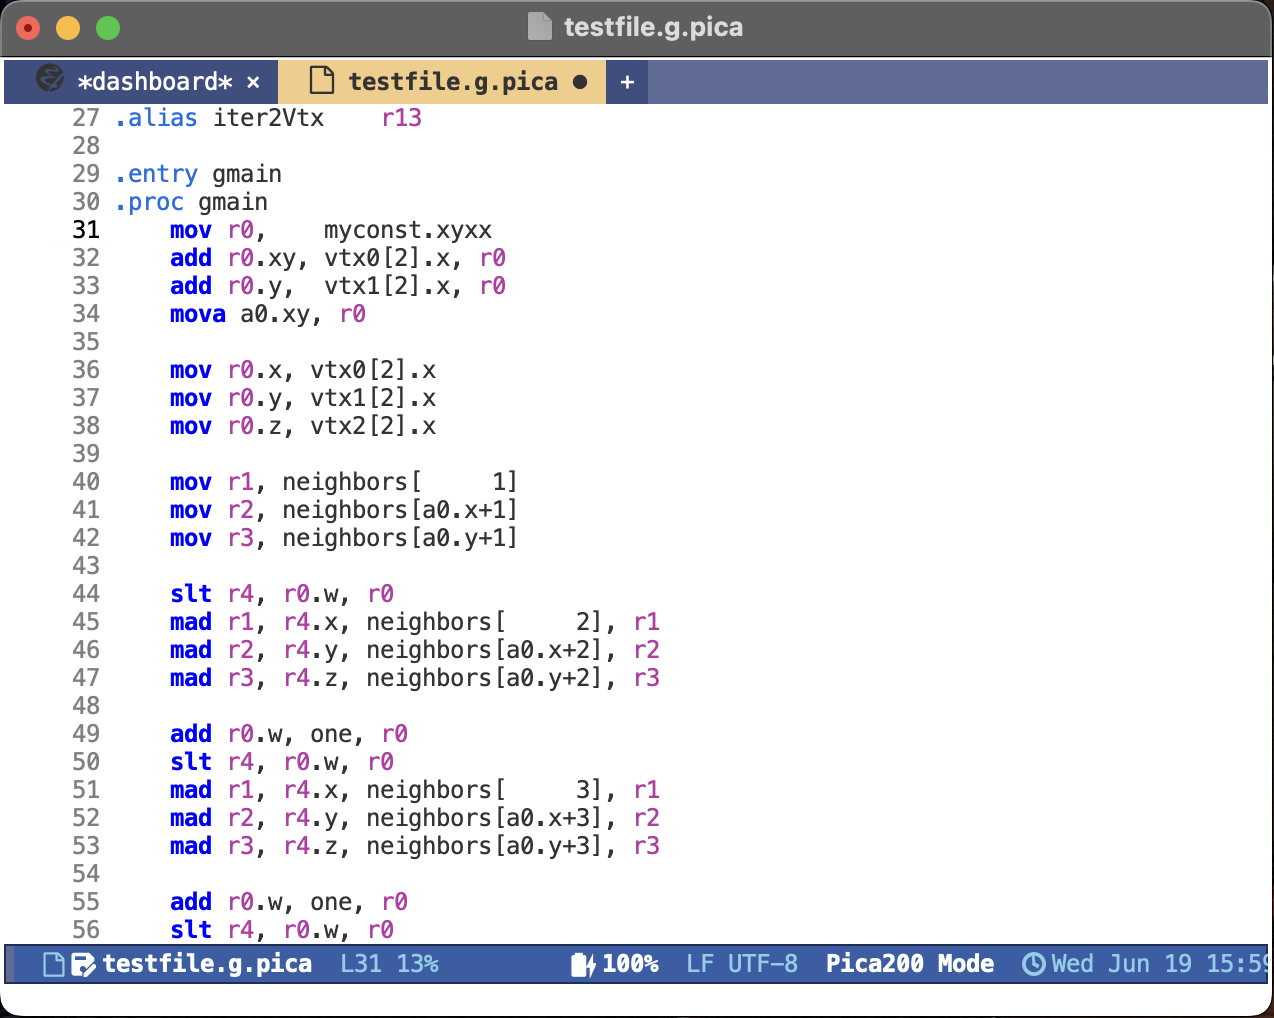 testfile.g.pica
*dashboard* × testfile.g.pica ● +
27 .alias iter2Vtx    r13
28
29 .entry gmain
30 .proc gmain
31     mov r0,    myconst.xyxx
32     add r0.xy, vtx0[2].x, r0
33     add r0.y,  vtx1[2].x, r0
34     mova a0.xy, r0
35
36     mov r0.x, vtx0[2].x
37     mov r0.y, vtx1[2].x
38     mov r0.z, vtx2[2].x
39
40     mov r1, neighbors[     1]
41     mov r2, neighbors[a0.x+1]
42     mov r3, neighbors[a0.y+1]
43
44     slt r4, r0.w, r0
45     mad r1, r4.x, neighbors[     2], r1
46     mad r2, r4.y, neighbors[a0.x+2], r2
47     mad r3, r4.z, neighbors[a0.y+2], r3
48
49     add r0.w, one, r0
50     slt r4, r0.w, r0
51     mad r1, r4.x, neighbors[     3], r1
52     mad r2, r4.y, neighbors[a0.x+3], r2
53     mad r3, r4.z, neighbors[a0.y+3], r3
54
55     add r0.w, one, r0
56     slt r4, r0.w, r0
testfile.g.pica  L31 13%  100%  LF UTF-8  Pica200 Mode  Wed Jun 19 15:59